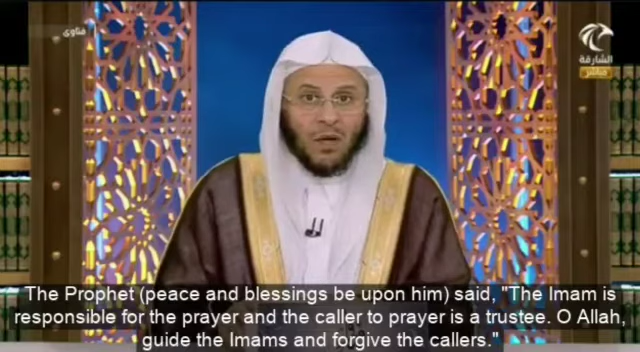 فتاوى
الشارقة
مباشر
The Prophet (peace and blessings be upon him) said, "The Imam is
responsible for the prayer and the caller to prayer is a trustee. O Allah,
guide the Imams and forgive the callers."